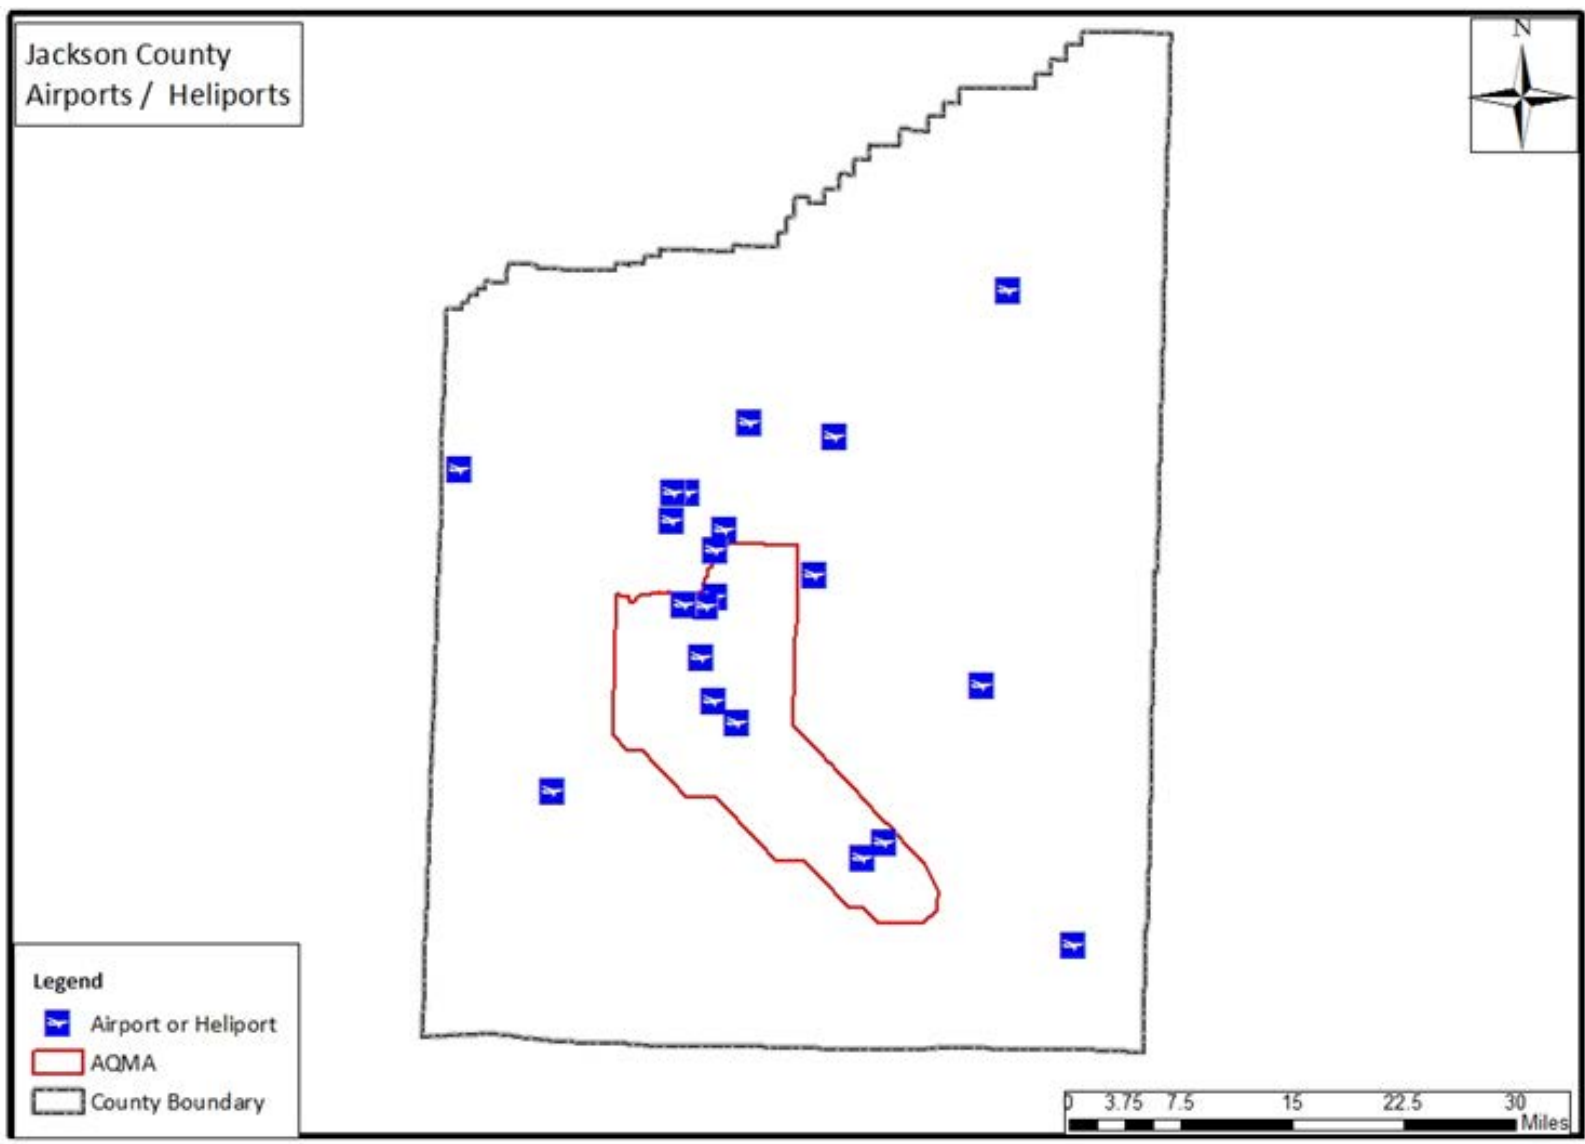 Jackson County
Airports / Heliports
N
Legend
Airport or Heliport
AQMA
County Boundary
0 3.75 7.5 15 22.5 30
Miles